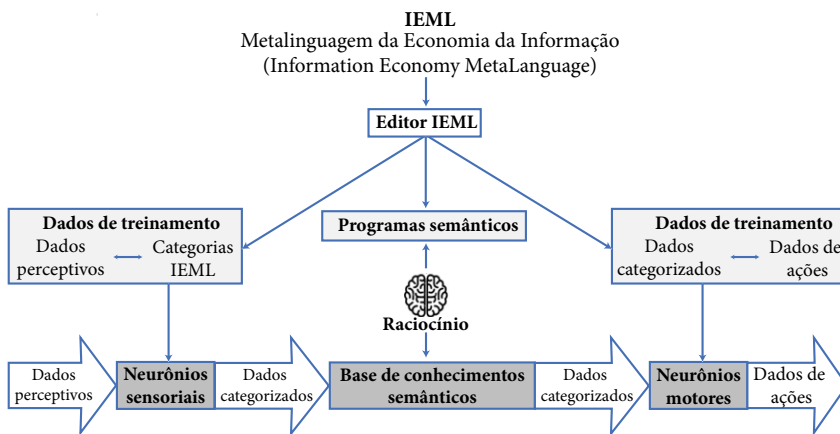 IEML
Metalinguagem da Economia da Informação
(Information Economy MetaLanguage)
Editor IEML
Dados de treinamento
Dados
perceptivos
Categorias
IEML
Programas semânticos
Dados de treinamento
Dados
categorizados
Dados de
ações
Raciocínio
Dados
perceptivos
Neurônios
sensoriais
Dados
categorizados
Base de conhecimentos
semânticos
Dados
categorizados
Neurônios
motores
Dados de
ações